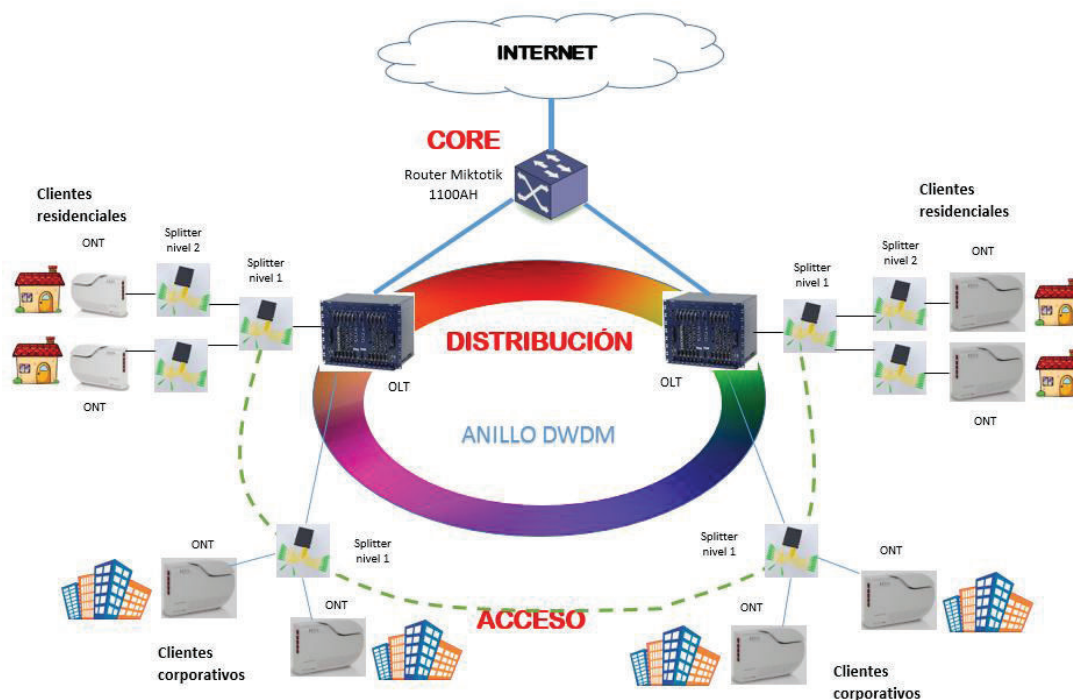 INTERNET
CORE
Router Miktotik
1100AH
Clientes
residenciales
ONT
Splitter
nivel 2
Splitter
nivel 1
ONT
OLT
DISTRIBUCIÓN
ANILLO DWDM
OLT
Clientes
residenciales
ONT
Splitter
nivel 2
Splitter
nivel 1
ONT
ONT
Splitter
nivel 1
ONT
Clientes
corporativos
ACCESO
Splitter
nivel 1
ONT
ONT
Clientes
corporativos